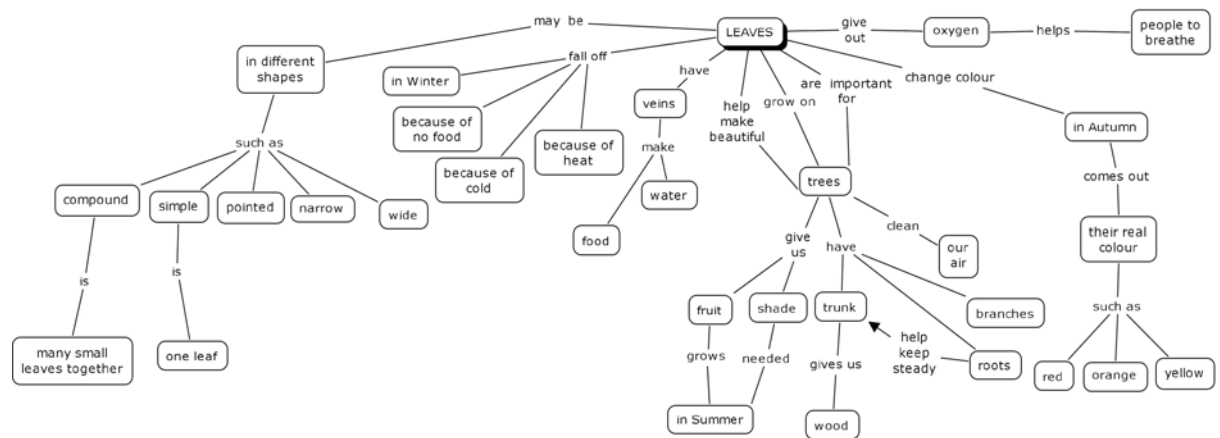 may be
LEAVES
give
out
oxygen
helps
people to
breathe
in different
shapes
fall off
in Winter
because of
no food
because of
cold
because of
heat
have
veins
make
water
food
help
make
beautiful
grow on
are important
for
change colour
in Autumn
comes out
their real
colour
such as
red
orange
yellow
such as
compound
simple
pointed
narrow
wide
is
many small
leaves together
is
one leaf
trees
give
us
have
clean
our
air
fruit
shade
trunk
branches
grows
needed
gives us
help
keep
steady
roots
in Summer
wood